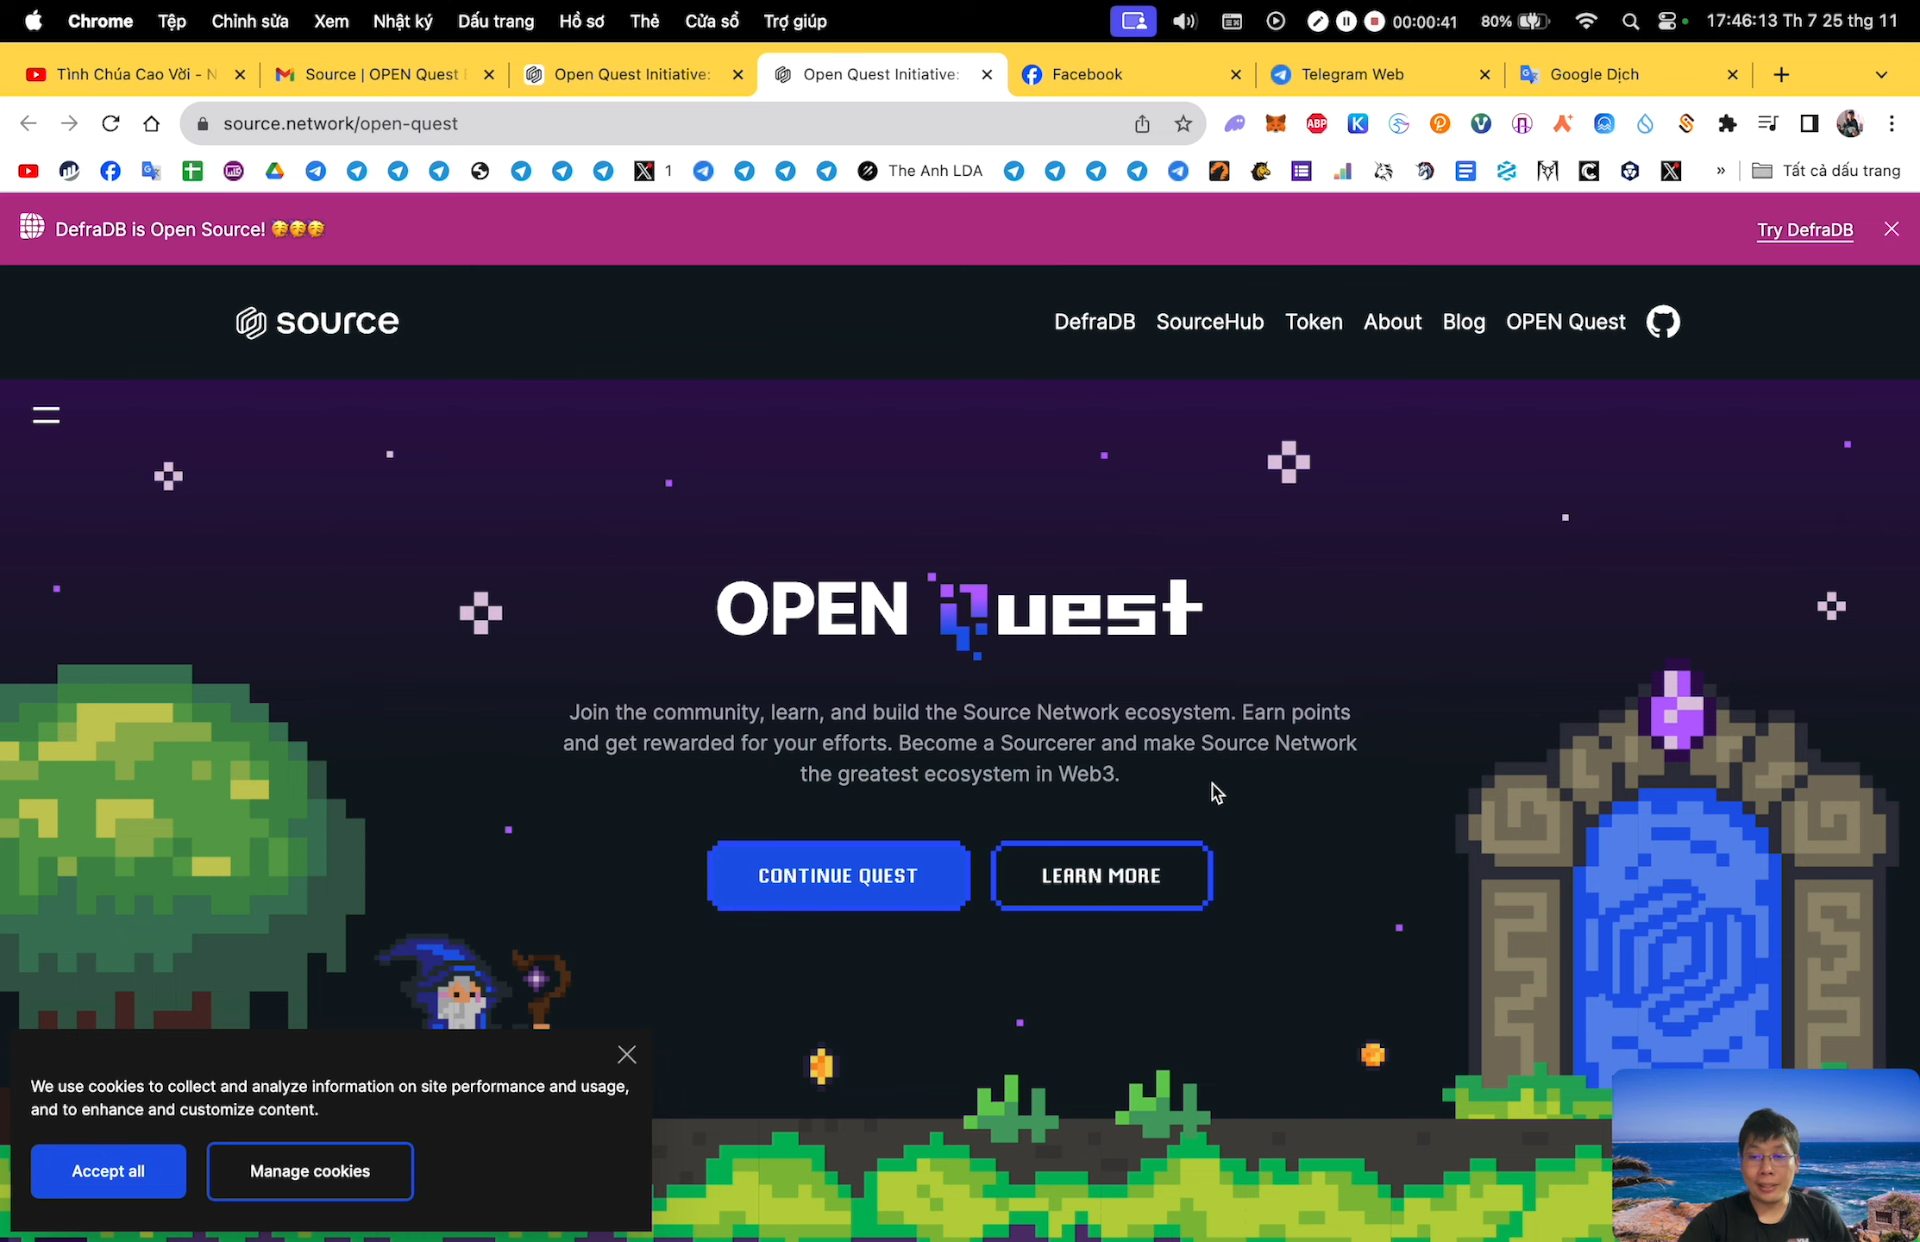 Chrome Tệp Chỉnh sửa Xem Nhật ký Dấu trang Hồ sơ Thẻ Cửa sổ Trợ giúp 00:00:41 80% 17:46:13 Th 7 25 thg 11
Tình Chúa Cao Vời - N Source | OPEN Quest Open Quest Initiative: Open Quest Initiative: Facebook Telegram Web Google Dịch
source.network/open-quest ABP
1 The Anh LDA » Tất cả dấu trang
DefraDB is Open Source! 🥳🥳🥳 Try DefraDB
source DefraDB SourceHub Token About Blog OPEN Quest
OPEN Quest
Join the community, learn, and build the Source Network ecosystem. Earn points
and get rewarded for your efforts. Become a Sourcerer and make Source Network
the greatest ecosystem in Web3.
CONTINUE QUEST LEARN MORE
We use cookies to collect and analyze information on site performance and usage,
and to enhance and customize content.
Accept all Manage cookies